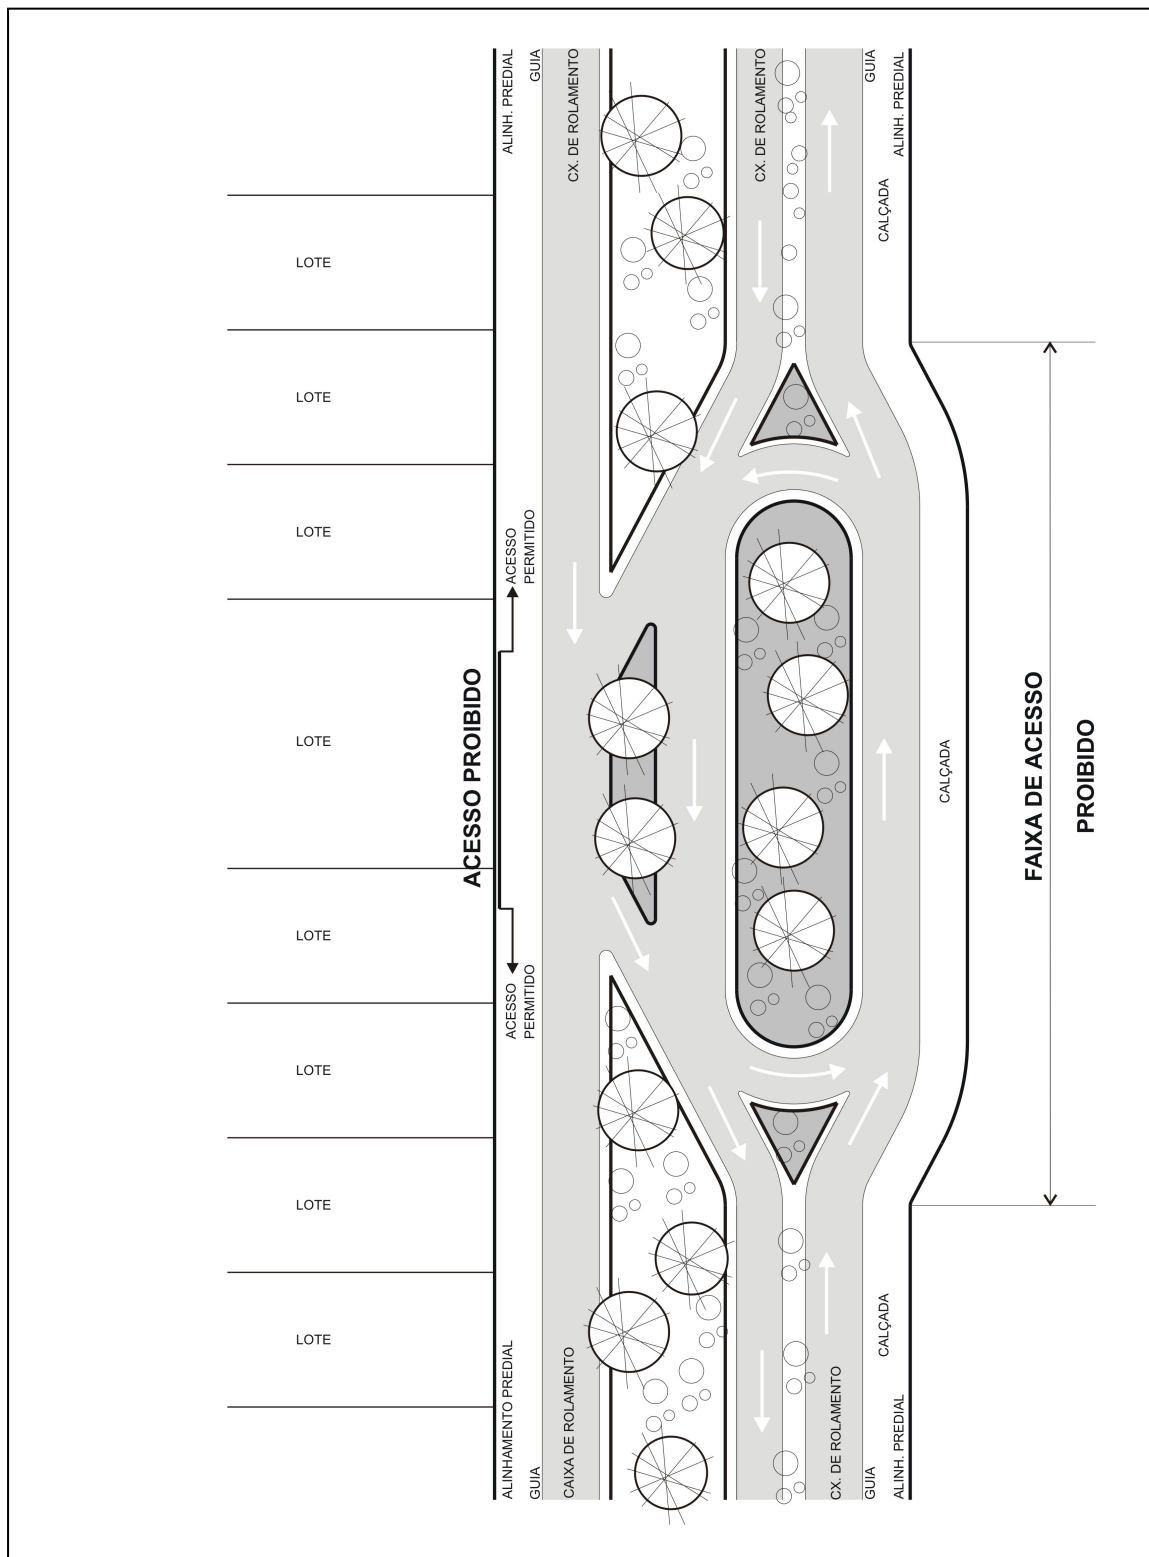 ALINH. PREDIAL
GUIA
CX. DE ROLAMENTO
CX. DE ROLAMENTO
GUIA
ALINH. PREDIAL
CALÇADA
LOTE
LOTE
LOTE
ACESSO
PERMITIDO
ACESSO PROIBIDO
LOTE
CALÇADA
FAIXA DE ACESSO
PROIBIDO
LOTE
ACESSO
PERMITIDO
LOTE
LOTE
LOTE
CALÇADA
ALINHAMENTO PREDIAL
GUIA
CAIXA DE ROLAMENTO
CX. DE ROLAMENTO
GUIA
ALINH. PREDIAL